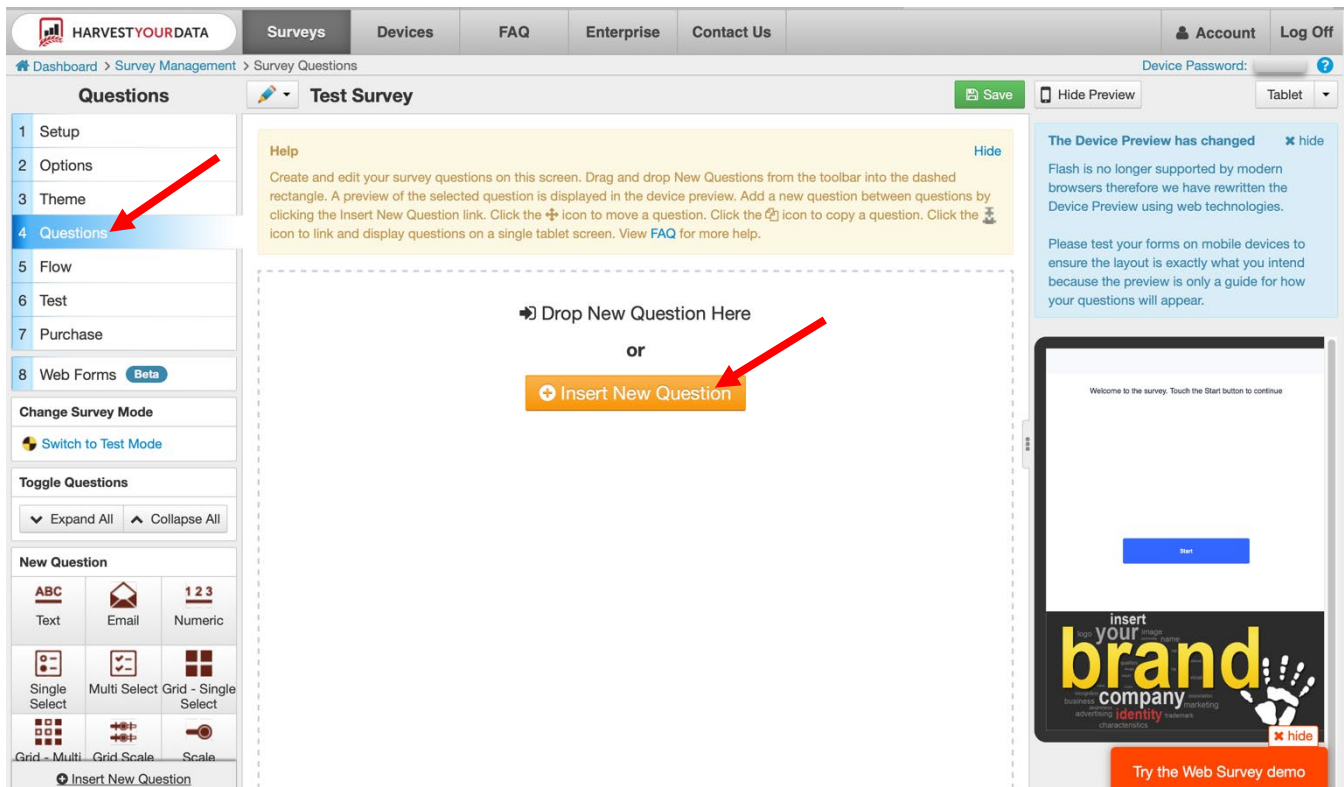 HARVESTYOURDATA
Surveys
Devices
FAQ
Enterprise
Contact Us
Account
Log Off
Dashboard > Survey Management > Survey Questions
Device Password:
Questions
Test Survey
Save
Hide Preview
Tablet
1 Setup
2 Options
3 Theme
4 Questions
5 Flow
6 Test
7 Purchase
8 Web Forms Beta
Change Survey Mode
Switch to Test Mode
Toggle Questions
Expand All
Collapse All
New Question
ABC
Text
Email
1 2 3
Numeric
Single
Select
Multi Select
Grid - Single
Select
Grid - Multi
Grid Scale
Scale
Insert New Question
Help
Hide
Create and edit your survey questions on this screen. Drag and drop New Questions from the toolbar into the dashed
rectangle. A preview of the selected question is displayed in the device preview. Add a new question between questions by
clicking the Insert New Question link. Click the icon to move a question. Click the icon to copy a question. Click the
icon to link and display questions on a single tablet screen. View FAQ for more help.
Drop New Question Here
or
Insert New Question
The Device Preview has changed
hide
Flash is no longer supported by modern
browsers therefore we have rewritten the
Device Preview using web technologies.
Please test your forms on mobile devices to
ensure the layout is exactly what you intend
because the preview is only a guide for how
your questions will appear.
Welcome to the survey. Touch the Start button to continue
Start
insert
logo your image
name
brand
business company marketing
advertising identity trademark
characteristics
hide
Try the Web Survey demo